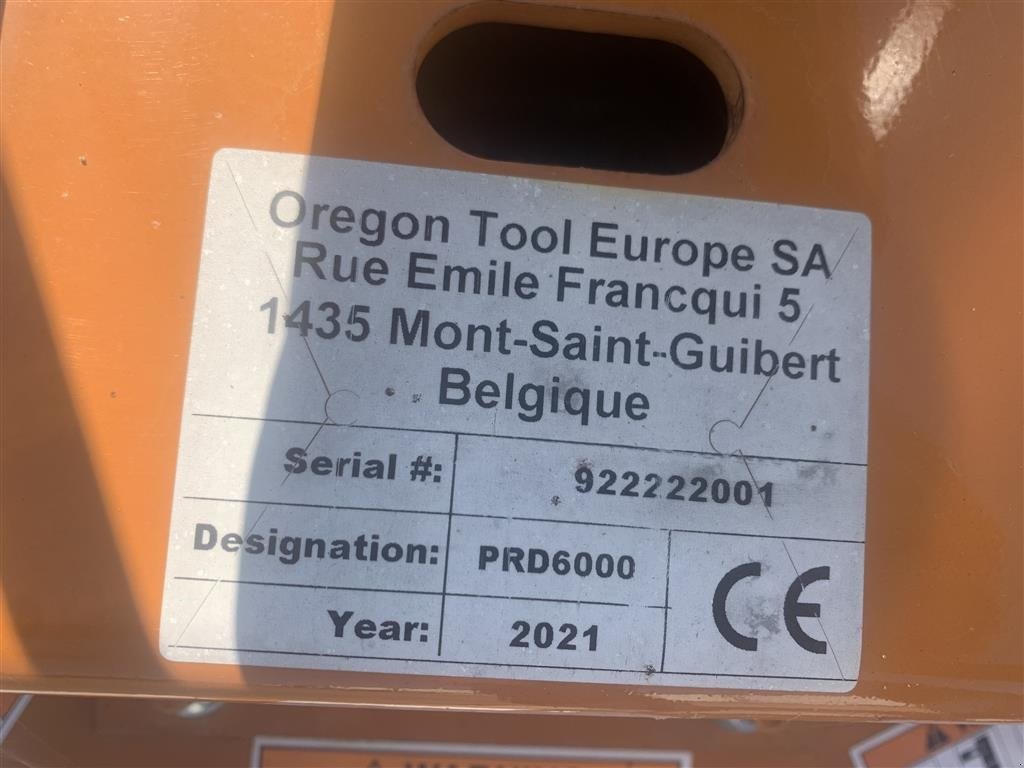 Oregon Tool Europe SA
Rue Emile Francqui 5
1435 Mont-Saint-Guibert
Belgique
Serial #: 922222001
Designation: PRD6000
Year: 2021
CE